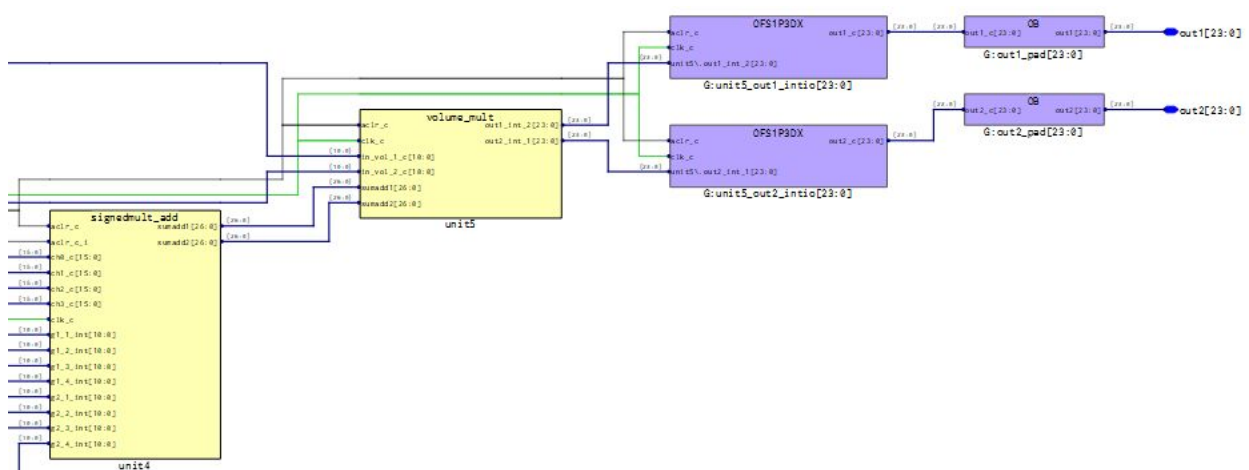 OFS1P3DX
aclr_c
out1_c[23:0]
clk_c
unit5\.out1_int_2[23:0]
G:unit5_out1_intio[23:0]
[23:0]
[23:0]
[23:0]
OB
out1_c[23:0]
out1[23:0]
G:out1_pad[23:0]
[23:0]
out1[23:0]
OFS1P3DX
aclr_c
out2_c[23:0]
clk_c
unit5\.out2_int_1[23:0]
G:unit5_out2_intio[23:0]
[23:0]
[23:0]
[23:0]
OB
out2_c[23:0]
out2[23:0]
G:out2_pad[23:0]
[23:0]
out2[23:0]
volume_mult
aclr_c
out1_int_2[23:0]
clk_c
out2_int_1[23:0]
in_vol_1_c[10:0]
in_vol_2_c[10:0]
sumadd1[26:0]
sumadd2[26:0]
unit5
[10:0]
[10:0]
[26:0]
[26:0]
[23:0]
[23:0]
signedmult_add
aclr_c
sumadd1[26:0]
aclr_c_i
sumadd2[26:0]
ch0_c[15:0]
ch1_c[15:0]
ch2_c[15:0]
ch3_c[15:0]
clk_c
g1_1_int[10:0]
g1_2_int[10:0]
g1_3_int[10:0]
g1_4_int[10:0]
g2_1_int[10:0]
g2_2_int[10:0]
g2_3_int[10:0]
g2_4_int[10:0]
unit4
[15:0]
[15:0]
[15:0]
[15:0]
[10:0]
[10:0]
[10:0]
[10:0]
[10:0]
[10:0]
[10:0]
[10:0]
[26:0]
[26:0]